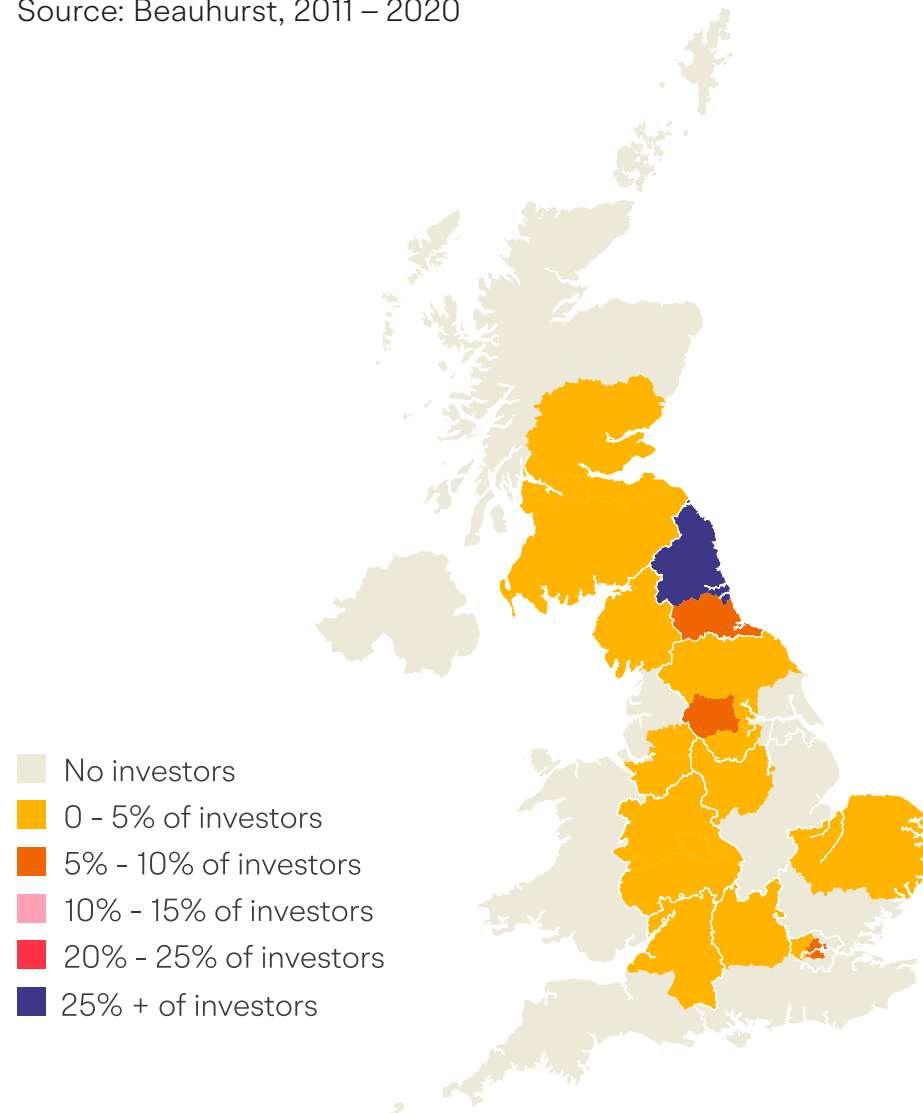 Source: Beauhurst, 2011 – 2020
No investors
0 - 5% of investors
5% - 10% of investors
10% - 15% of investors
20% - 25% of investors
25% + of investors